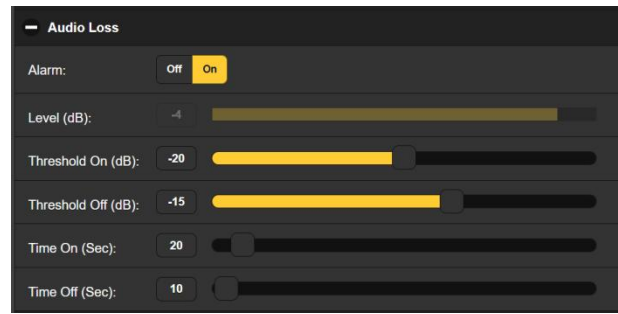 Audio Loss
Alarm: Off On
Level (dB): -4
Threshold On (dB): -20
Threshold Off (dB): -15
Time On (Sec): 20
Time Off (Sec): 10